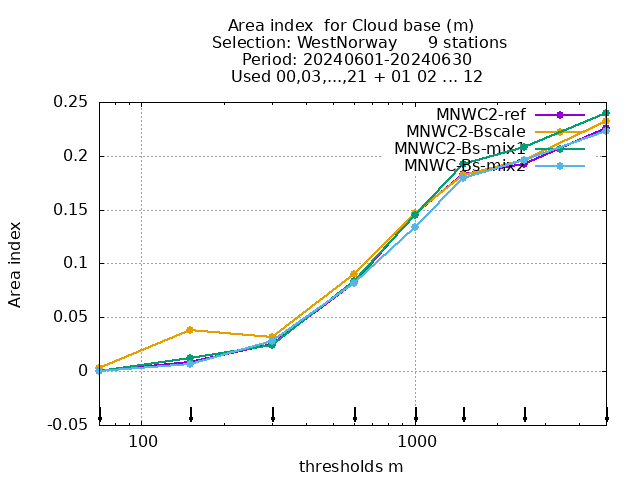 Area index  for Cloud base (m)
Selection: WestNorway      9 stations
Period: 20240601-20240630
Used 00,03,...,21 + 01 02 ... 12
0.25
MNWC2-ref
MNWC2-Bscale
MNWC2-Bs-mix1
0.2
MNWC-Bs-mix2
0.15
Area index
0.1
0.05
0
-0.05
100
1000
thresholds m